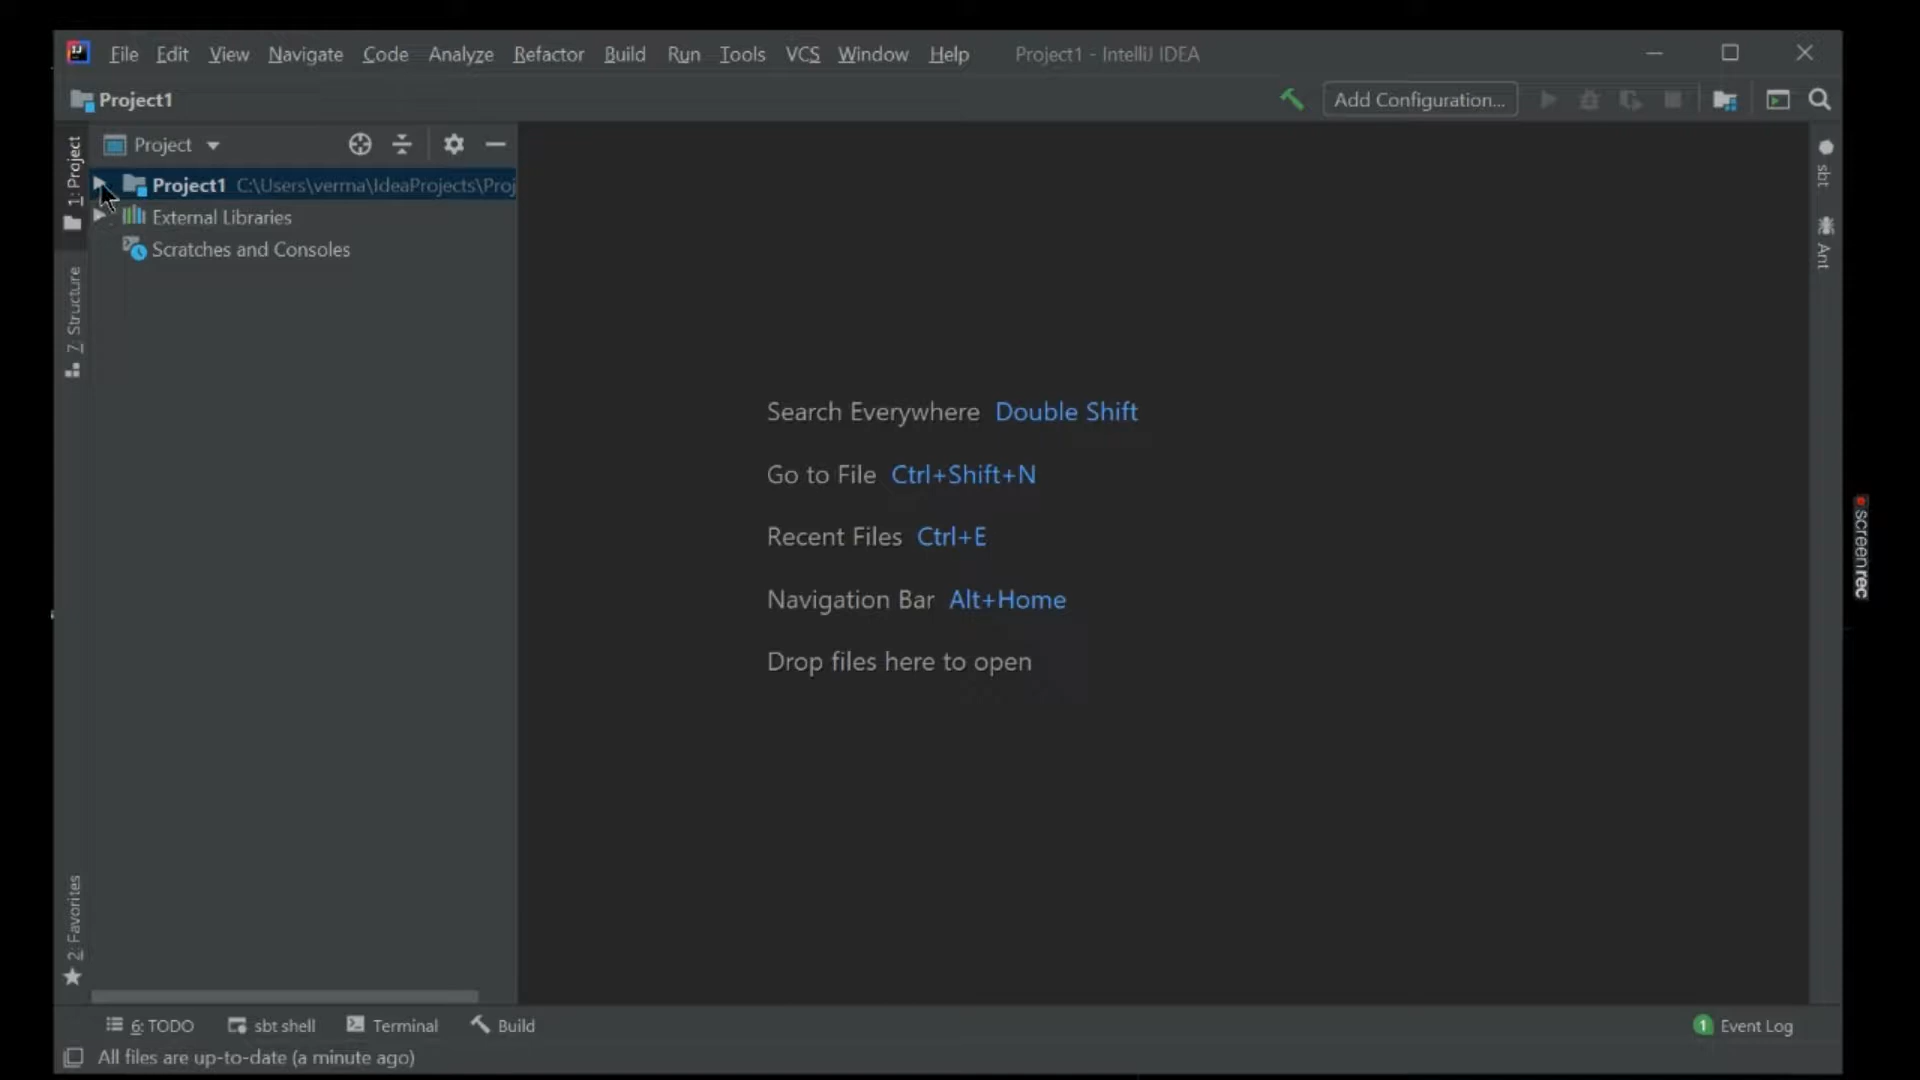 File Edit View Navigate Code Analyze Refactor Build Run Tools VCS Window Help Project1 - IntelliJ IDEA
Project1
Add Configuration...
1: Project
Project
Project1 C:\Users\verma\IdeaProjects\Proj
External Libraries
Scratches and Consoles
7: Structure
sbt
Ant
Search Everywhere Double Shift
Go to File Ctrl+Shift+N
Recent Files Ctrl+E
Navigation Bar Alt+Home
Drop files here to open
screenrec
2: Favorites
6: TODO sbt shell Terminal Build
1 Event Log
All files are up-to-date (a minute ago)